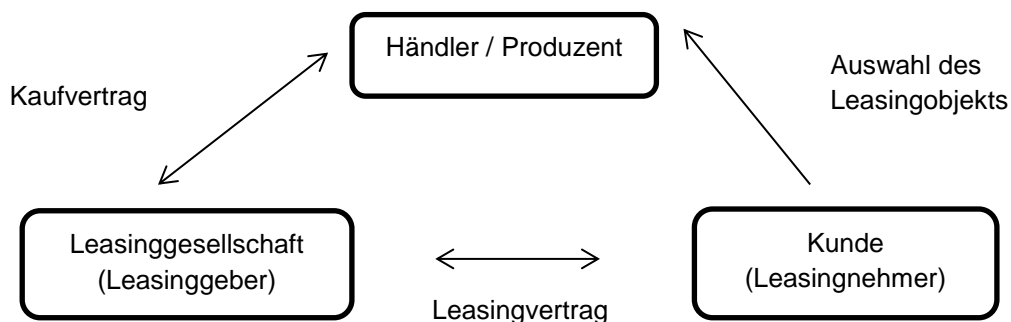 Händler / Produzent
Kaufvertrag
Auswahl des
Leasingobjekts
Leasinggesellschaft
(Leasinggeber)
Kunde
(Leasingnehmer)
Leasingvertrag